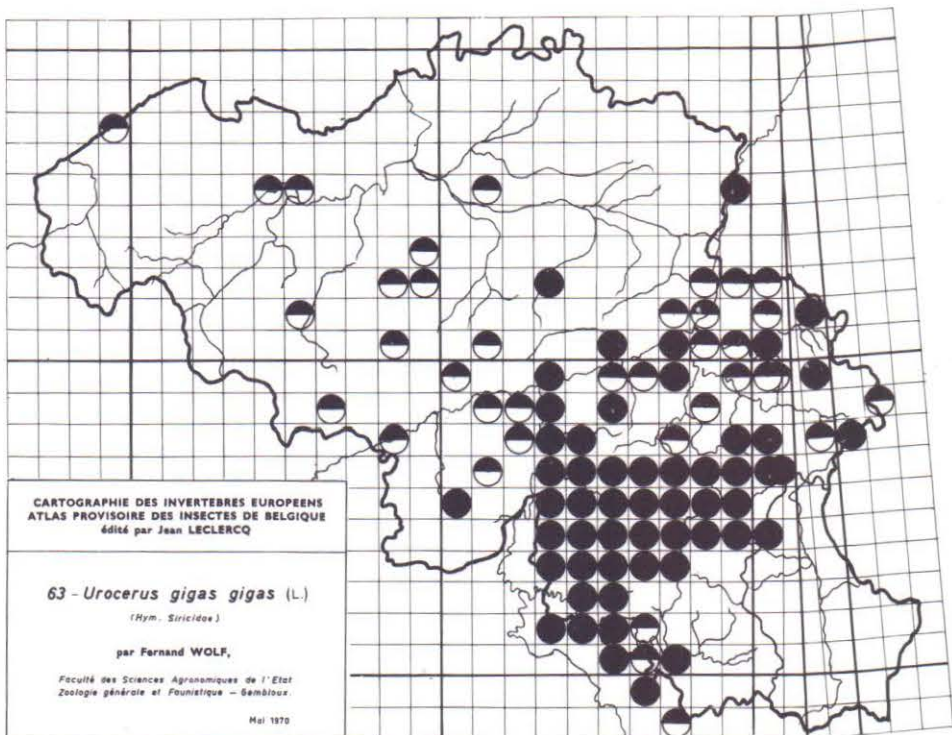 CARTOGRAPHIE DES INVERTEBRES EUROPEENS
ATLAS PROVISOIRE DES INSECTES DE BELGIQUE
édité par Jean LECLERCQ
63 - Urocerus gigas gigas (L.)
(Hym. Siricidae)
par Fernand WOLF,
Faculté des Sciences Agronomiques de l'Etat
Zoologie générale et Faunistique – Gembloux.
Mai 1970